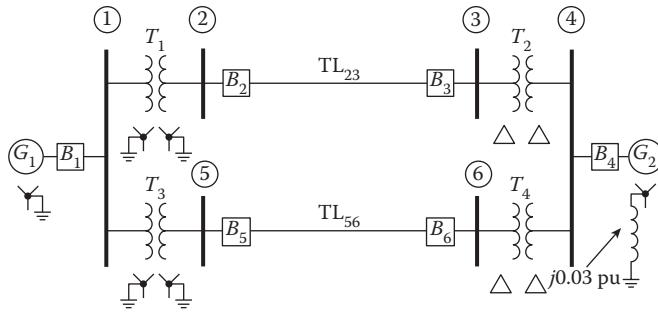 1 2 3 4
T1 T2
B2 TL23 B3
G1 B1 B4 G2
5 6
T3 T4
B5 TL56 B6
j0.03 pu